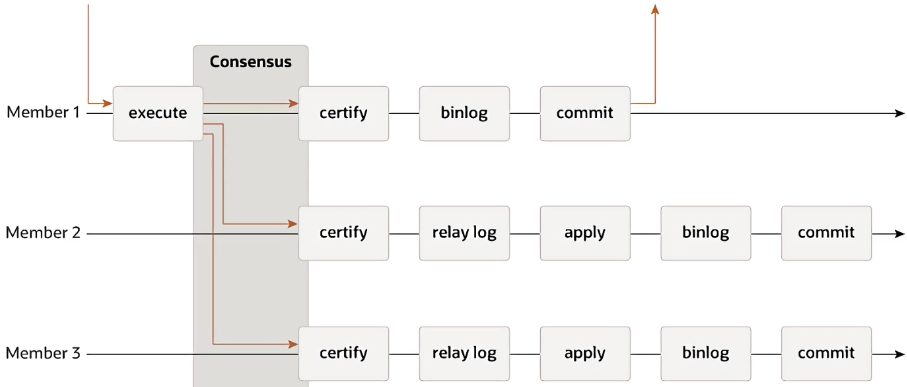 Consensus
Member 1 execute certify binlog commit
Member 2 certify relay log apply binlog commit
Member 3 certify relay log apply binlog commit